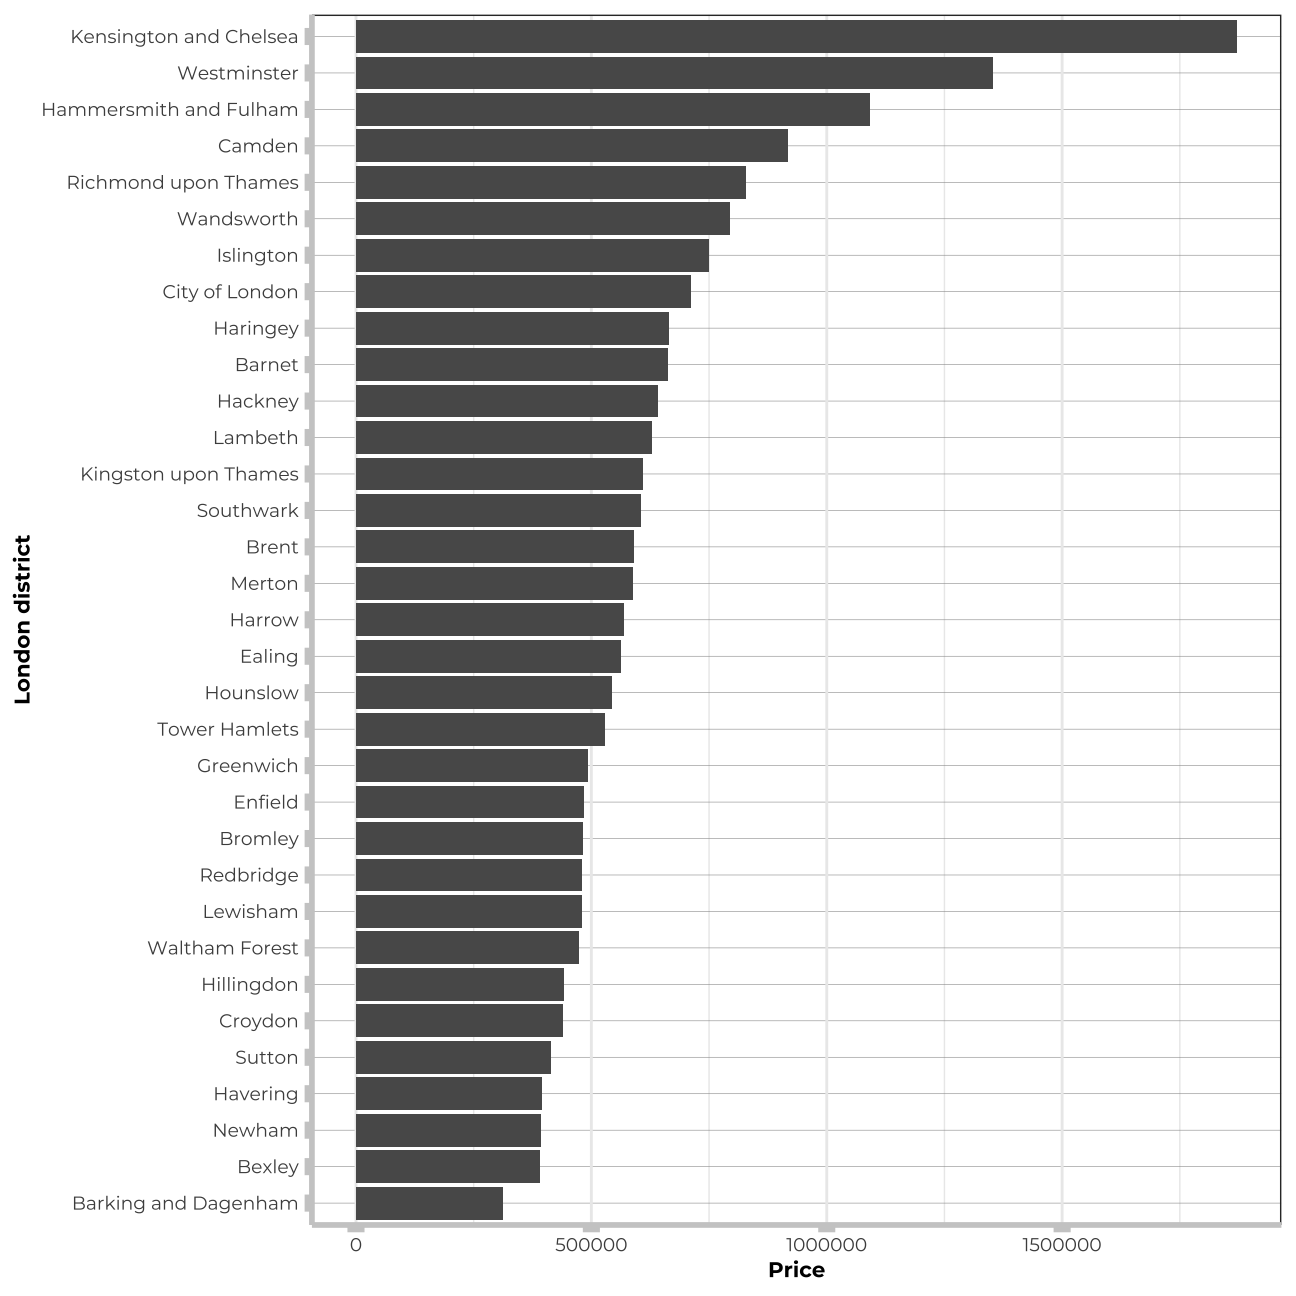 Kensington and Chelsea
Westminster
Hammersmith and Fulham
Camden
Richmond upon Thames
Wandsworth
Islington
City of London
Haringey
Barnet
Hackney
Lambeth
Kingston upon Thames
Southwark
Brent
Merton
Harrow
Ealing
Hounslow
Tower Hamlets
Greenwich
Enfield
Bromley
Redbridge
Lewisham
Waltham Forest
Hillingdon
Croydon
Sutton
Havering
Newham
Bexley
Barking and Dagenham
London district
0 500000 1000000 1500000
Price